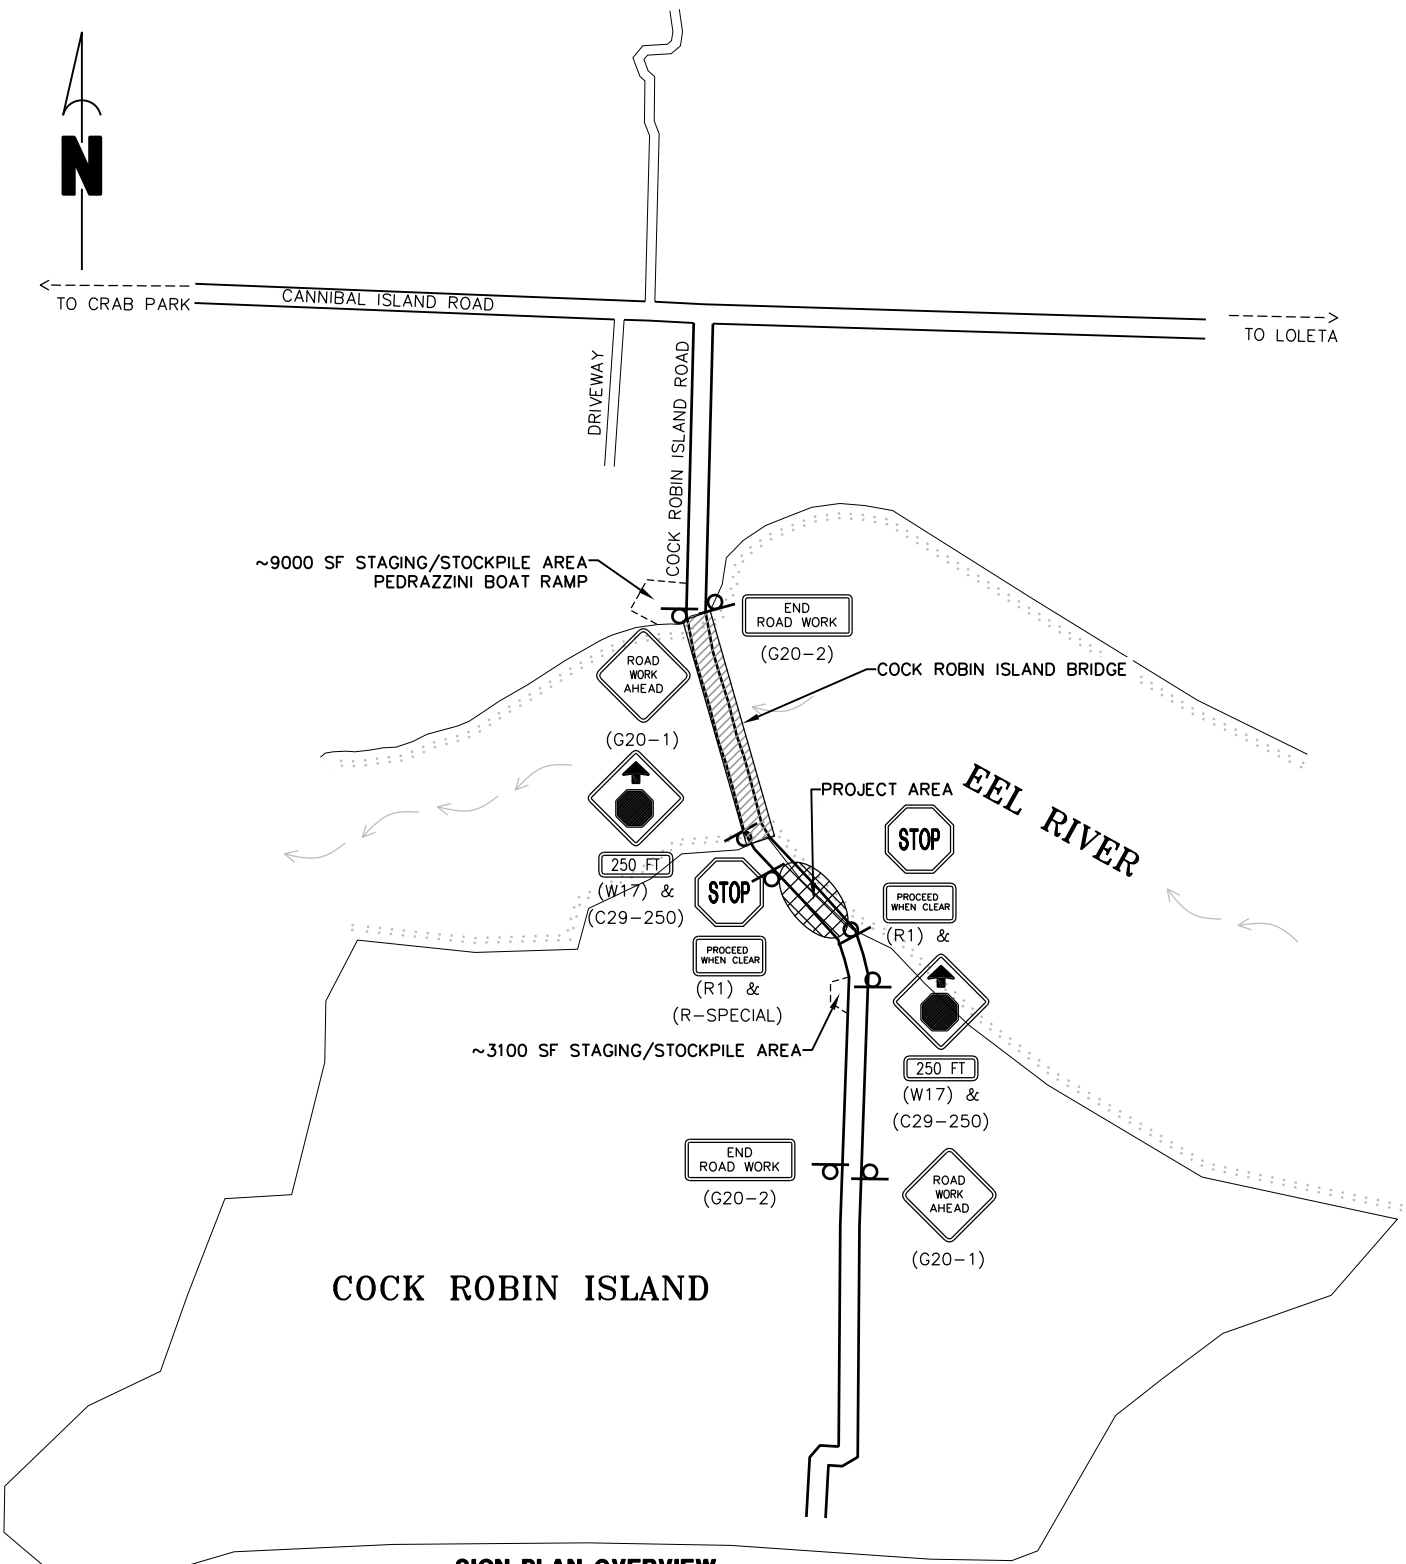 N
TO CRAB PARK
CANNIBAL ISLAND ROAD
TO LOLETA
DRIVEWAY
COCK ROBIN ISLAND ROAD
~9000 SF STAGING/STOCKPILE AREA
PEDRAZZINI BOAT RAMP
END
ROAD WORK
(G20-2)
COCK ROBIN ISLAND BRIDGE
ROAD
WORK
AHEAD
(G20-1)
250 FT
(W17) &
(C29-250)
PROJECT AREA
EEL RIVER
STOP
PROCEED
WHEN CLEAR
(R1) &
(R-SPECIAL)
STOP
PROCEED
WHEN CLEAR
(R1) &
~3100 SF STAGING/STOCKPILE AREA
250 FT
(W17) &
(C29-250)
END
ROAD WORK
(G20-2)
ROAD
WORK
AHEAD
(G20-1)
COCK ROBIN ISLAND
SIGN PLAN OVERVIEW